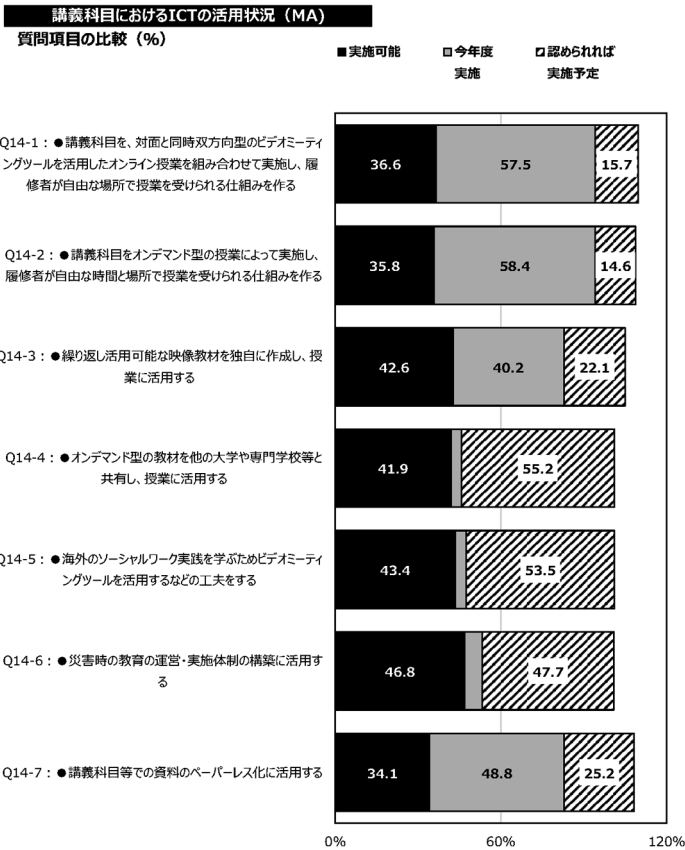 講義科目におけるICTの活用状況（MA)
質問項目の比較（%）
■実施可能
□今年度
実施
□認められれば
実施予定
Q14-1：●講義科目を、対面と同時双方向型のビデオミーティ
ングツールを活用したオンライン授業を組み合わせて実施し、履
修者が自由な場所で授業を受けられる仕組みを作る
36.6 57.5 15.7
Q14-2：●講義科目をオンデマンド型の授業によって実施し、
履修者が自由な時間と場所で授業を受けられる仕組みを作る
35.8 58.4 14.6
Q14-3：●繰り返し活用可能な映像教材を独自に作成し、授
業に活用する
42.6 40.2 22.1
Q14-4：●オンデマンド型の教材を他の大学や専門学校等と
共有し、授業に活用する
41.9 55.2
Q14-5：●海外のソーシャルワーク実践を学ぶためビデオミーティ
ングツールを活用するなどの工夫をする
43.4 53.5
Q14-6：●災害時の教育の運営・実施体制の構築に活用す
る
46.8 47.7
Q14-7：●講義科目等での資料のペーパーレス化に活用する
34.1 48.8 25.2
0% 60% 120%